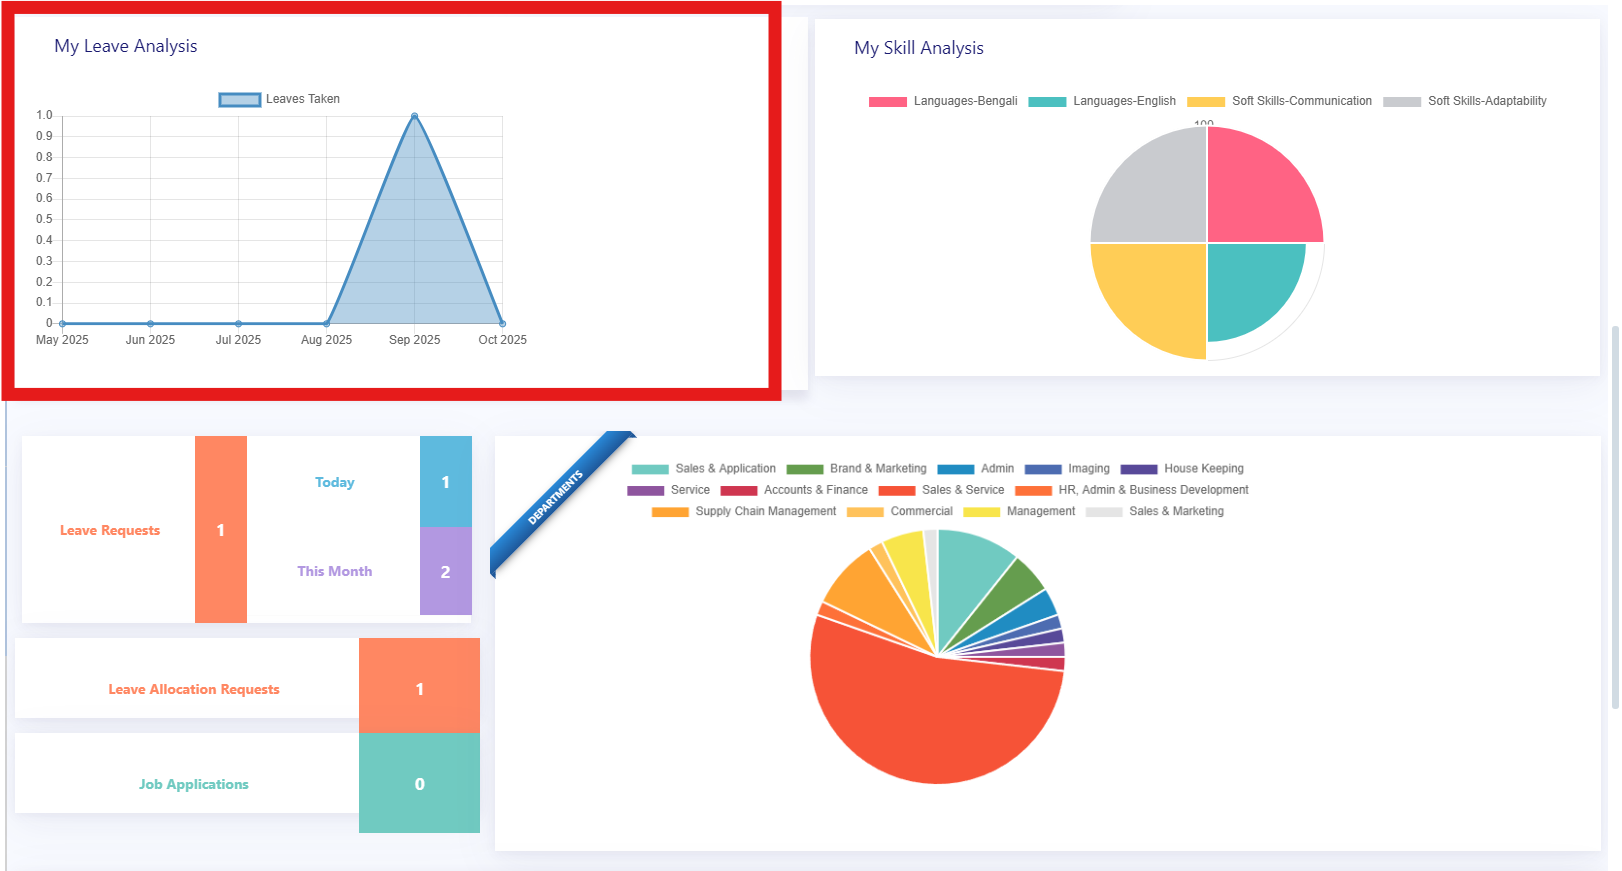 My Leave Analysis
Leaves Taken
1.0
0.9
0.8
0.7
0.6
0.5
0.4
0.3
0.2
0.1
0
May 2025 Jun 2025 Jul 2025 Aug 2025 Sep 2025 Oct 2025
My Skill Analysis
Languages-Bengali Languages-English Soft Skills-Communication Soft Skills-Adaptability
100
Leave Requests 1
Today 1
This Month 2
Leave Allocation Requests 1
Job Applications 0
DEPARTMENTS
Sales & Application Brand & Marketing Admin Imaging House Keeping
Service Accounts & Finance Sales & Service HR, Admin & Business Development
Supply Chain Management Commercial Management Sales & Marketing